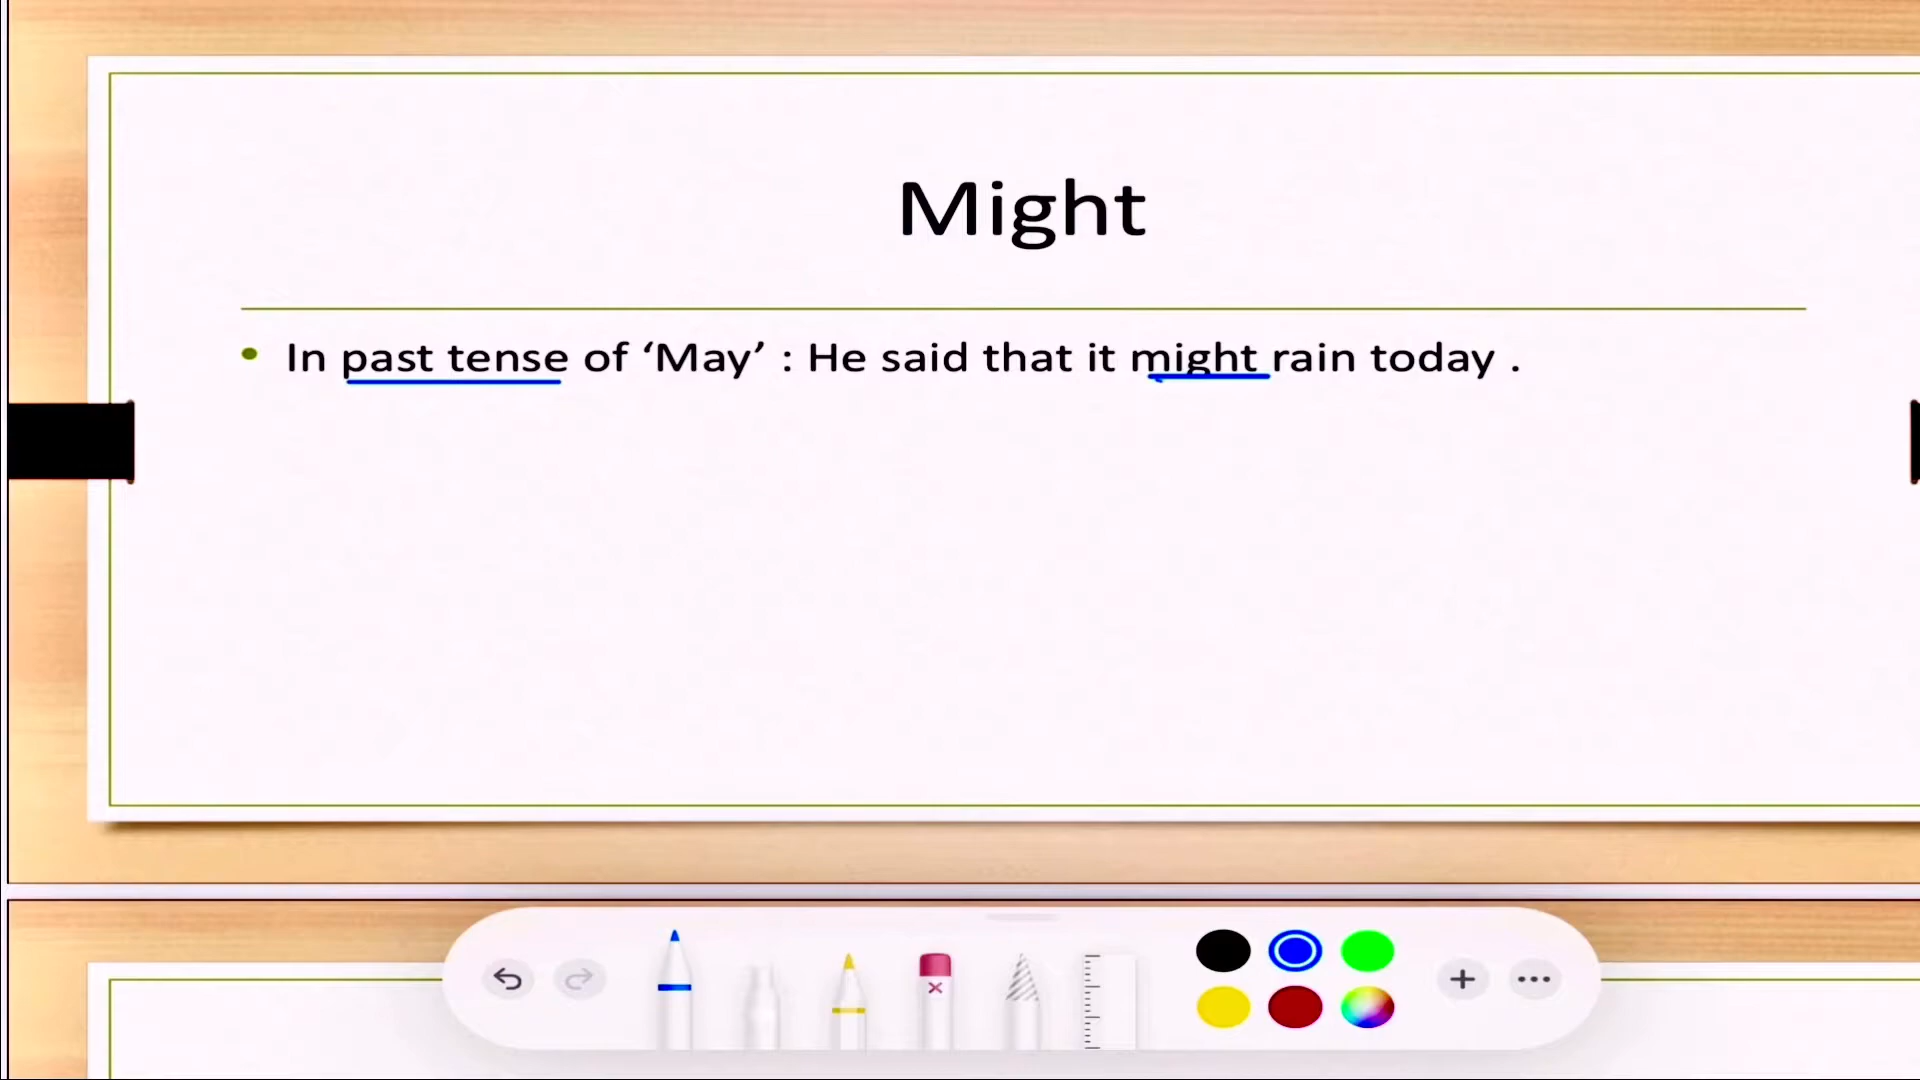 Might
• In past tense of ‘May’ : He said that it might rain today .